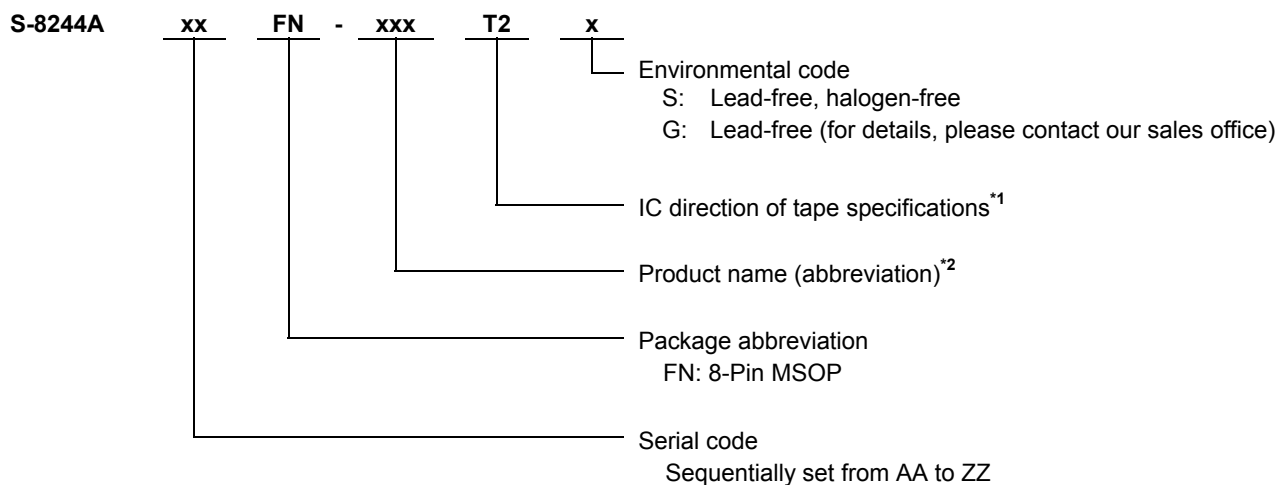 S-8244A xx FN - xxx T2 x
Environmental code
S: Lead-free, halogen-free
G: Lead-free (for details, please contact our sales office)
IC direction of tape specifications*1
Product name (abbreviation)*2
Package abbreviation
FN: 8-Pin MSOP
Serial code
Sequentially set from AA to ZZ